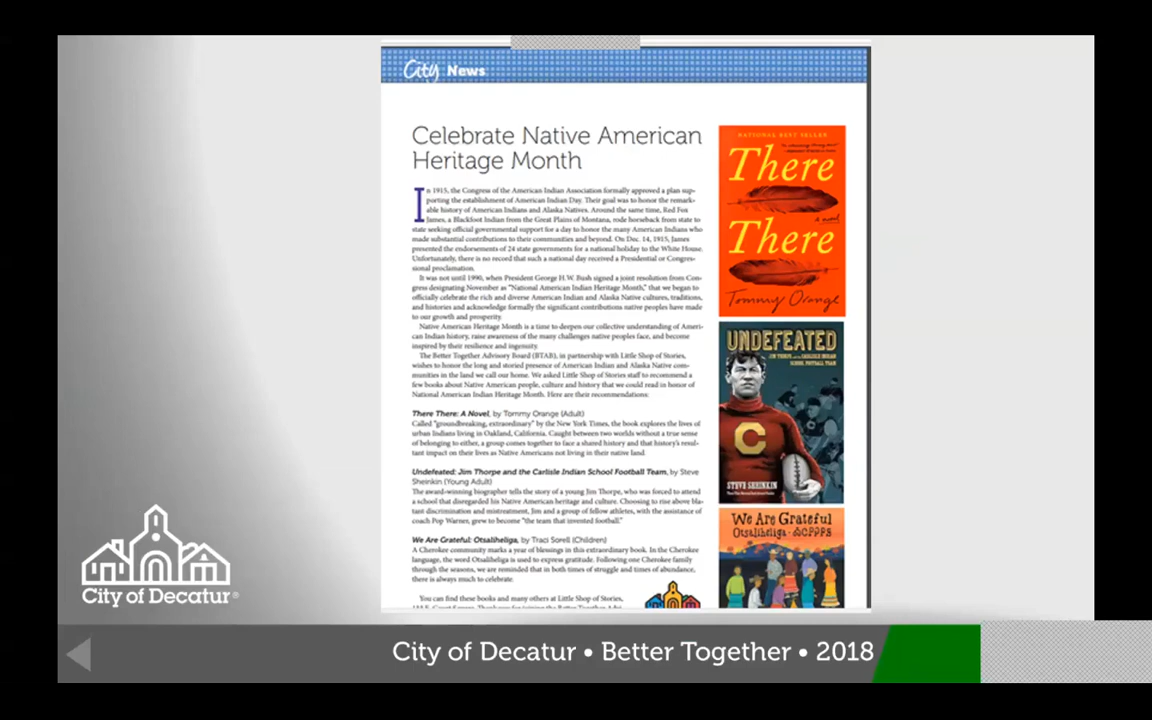 City News
Celebrate Native American
Heritage Month
In 1915, the Congress of the American Indian Association formally approved a plan sup-
porting the establishment of American Indian Day. Their goal was to honor the remark-
able history of American Indians and Alaska Natives. Around the same time, Red Fox
James, a Blackfoot Indian from the Great Plains of Montana, rode horseback from state to
state seeking official governmental support for a day to honor the many American Indians who
made substantial contributions to their communities and beyond. On Dec. 14, 1915, James
presented the endorsements of 24 state governments for a national holiday to the White House.
Unfortunately, there is no record that such a national day received a Presidential or Congres-
sional proclamation.
It was not until 1990, when President George H.W. Bush signed a joint resolution from Con-
gress designating November as "National American Indian Heritage Month," that we began to
officially celebrate the rich and diverse American Indian and Alaska Native cultures, traditions,
and histories and acknowledge formally the significant contributions native peoples have made
to our growth and prosperity.
Native American Heritage Month is a time to deepen our collective understanding of Ameri-
can Indian history, raise awareness of the many challenges native peoples face, and become
inspired by their resilience and ingenuity.
The Better Together Advisory Board (BTAB), in partnership with Little Shop of Stories,
wishes to honor the long and storied presence of American Indian and Alaska Native com-
munities in the land we call our home. We asked Little Shop of Stories staff to recommend a
few books about Native American people, culture and history that we could read in honor of
National American Indian Heritage Month. Here are their recommendations:
There There: A Novel, by Tommy Orange (Adult)
Called "groundbreaking, extraordinary" by the New York Times, the book explores the lives of
urban Indians living in Oakland, California. Caught between two worlds without a true sense
of belonging to either, a group comes together to face a shared history and that history's resul-
tant impact on their lives as Native Americans not living in their native land.
Undefeated: Jim Thorpe and the Carlisle Indian School Football Team, by Steve
Sheinkin (Young Adult)
The award-winning biographer tells the story of a young Jim Thorpe, who was forced to attend
a school that disregarded his Native American heritage and culture. Choosing to rise above bla-
tant discrimination and mistreatment, Jim and a group of fellow athletes, with the assistance of
coach Pop Warner, grew to become "the team that invented football."
We Are Grateful: Otsaliheliga, by Traci Sorell (Children)
A Cherokee community marks a year of blessings in this extraordinary book. In the Cherokee
language, the word Otsaliheliga is used to express gratitude. Following one Cherokee family
through the seasons, we are reminded that in both times of struggle and times of abundance,
there is always much to celebrate.
You can find these books and many others at Little Shop of Stories,
NATIONAL BEST SELLER
There
a novel
There
Tommy Orange
UNDEFEATED
JIM THORPE AND THE CARLISLE INDIAN
SCHOOL FOOTBALL TEAM
C
STEVE SHEINKIN
We Are Grateful
Otsaliheliga
City of Decatur®
City of Decatur • Better Together • 2018